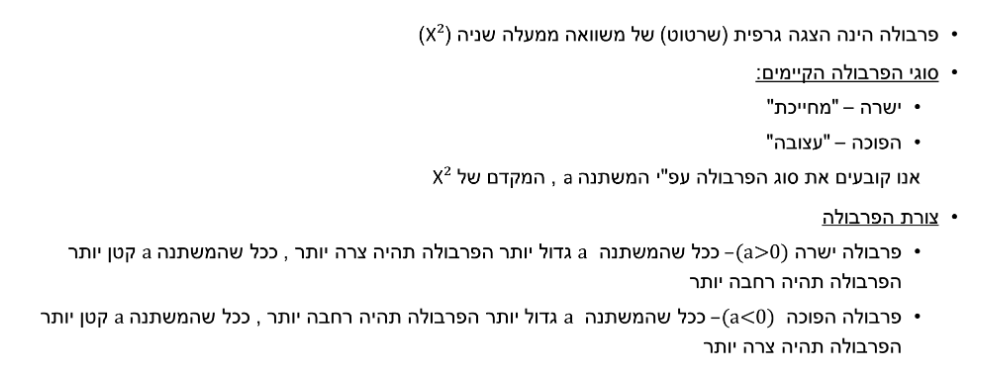 • פרבולה הינה הצגה גרפית (שרטוט) של משוואה ממעלה שניה (X²)
• סוגי הפרבולה הקיימים:
• ישרה – "מחייכת"
• הפוכה – "עצובה"
אנו קובעים את סוג הפרבולה עפ"י המשתנה a , המקדם של X²
• צורת הפרבולה
• פרבולה ישרה (a>0)– ככל שהמשתנה a גדול יותר הפרבולה תהיה צרה יותר , ככל שהמשתנה a קטן יותר
הפרבולה תהיה רחבה יותר
• פרבולה הפוכה (a<0)– ככל שהמשתנה a גדול יותר הפרבולה תהיה רחבה יותר , ככל שהמשתנה a קטן יותר
הפרבולה תהיה צרה יותר